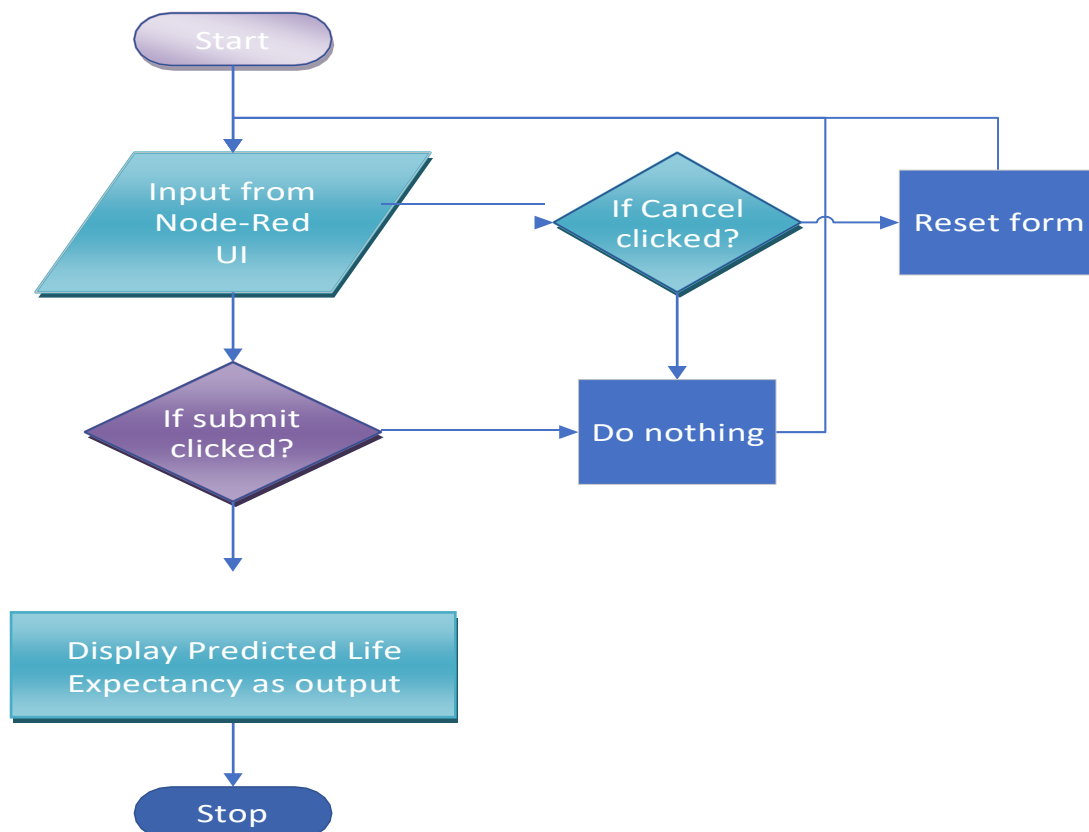 Start
Input from
Node-Red
UI
If Cancel
clicked?
Reset form
If submit
clicked?
Do nothing
Display Predicted Life
Expectancy as output
Stop